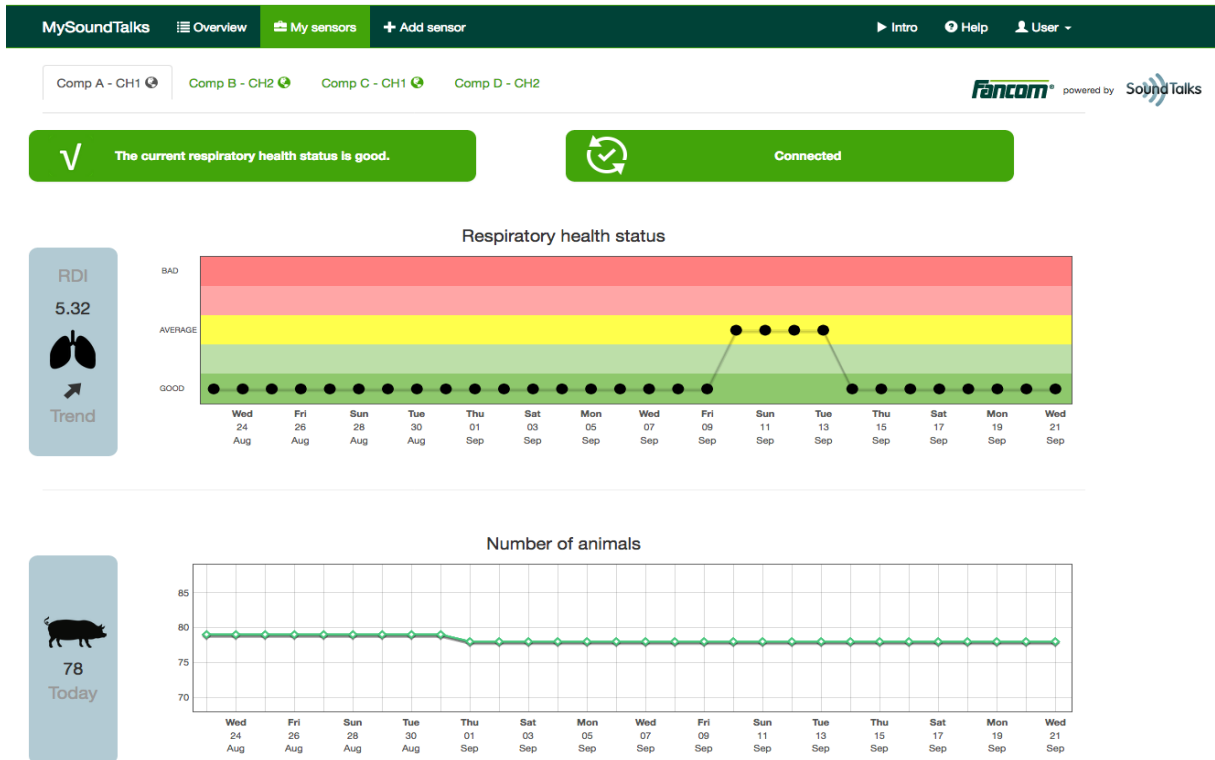 MySoundTalks Overview My sensors Add sensor Intro Help User
Comp A - CH1 Comp B - CH2 Comp C - CH1 Comp D - CH2
Fancom® powered by SoundTalks
√ The current respiratory health status is good.
Connected
Respiratory health status
RDI
5.32
Trend
BAD
AVERAGE
GOOD
Wed Fri Sun Tue Thu Sat Mon Wed Fri Sun Tue Thu Sat Mon Wed
24 26 28 30 01 03 05 07 09 11 13 15 17 19 21
Aug Aug Aug Aug Sep Sep Sep Sep Sep Sep Sep Sep Sep Sep Sep
Number of animals
78
Today
85
80
75
70
Wed Fri Sun Tue Thu Sat Mon Wed Fri Sun Tue Thu Sat Mon Wed
24 26 28 30 01 03 05 07 09 11 13 15 17 19 21
Aug Aug Aug Aug Sep Sep Sep Sep Sep Sep Sep Sep Sep Sep Sep